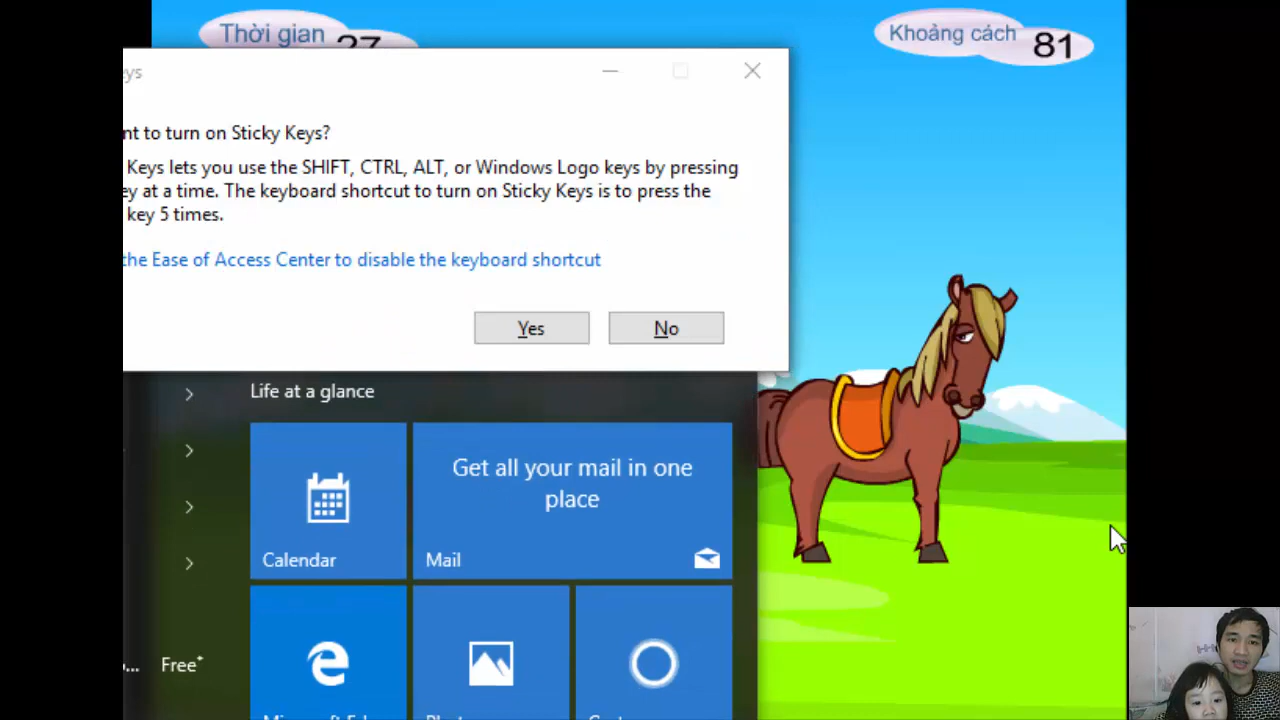 Thời gian
Khoảng cách
81
to turn on Sticky Keys?
Keys lets you use the SHIFT, CTRL, ALT, or Windows Logo keys by pressing
at a time. The keyboard shortcut to turn on Sticky Keys is to press the
key 5 times.
the Ease of Access Center to disable the keyboard shortcut
Yes
No
Life at a glance
Get all your mail in one
place
Calendar
Mail
Free*